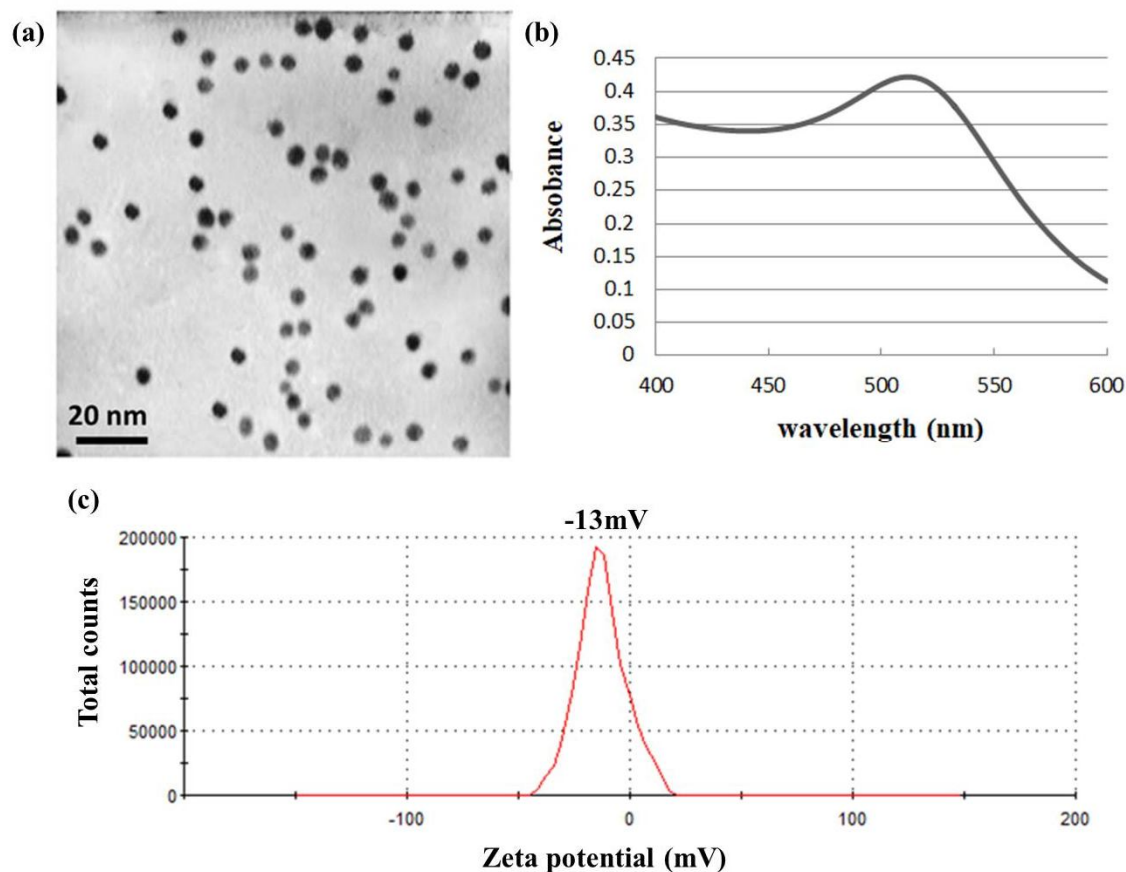 (a)
20 nm
(b)
0.45
0.4
0.35
0.3
0.25
0.2
0.15
0.1
0.05
0
Absobance
400 450 500 550 600
wavelength (nm)
(c)
-13mV
200000
150000
100000
50000
0
Total counts
-100 0 100 200
Zeta potential (mV)